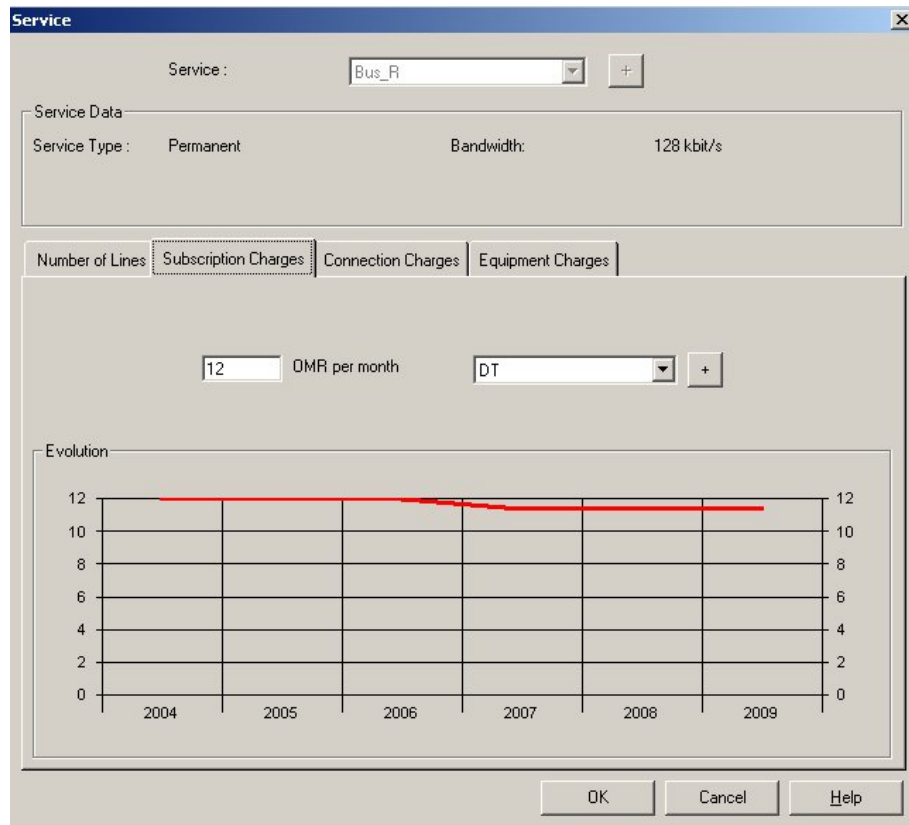 Service
Service :
Bus_R
+
Service Data
Service Type :
Permanent
Bandwidth:
128 kbit/s
Number of Lines
Subscription Charges
Connection Charges
Equipment Charges
12
OMR per month
DT
+
Evolution
12
10
8
6
4
2
0
12
10
8
6
4
2
0
2004
2005
2006
2007
2008
2009
OK
Cancel
Help